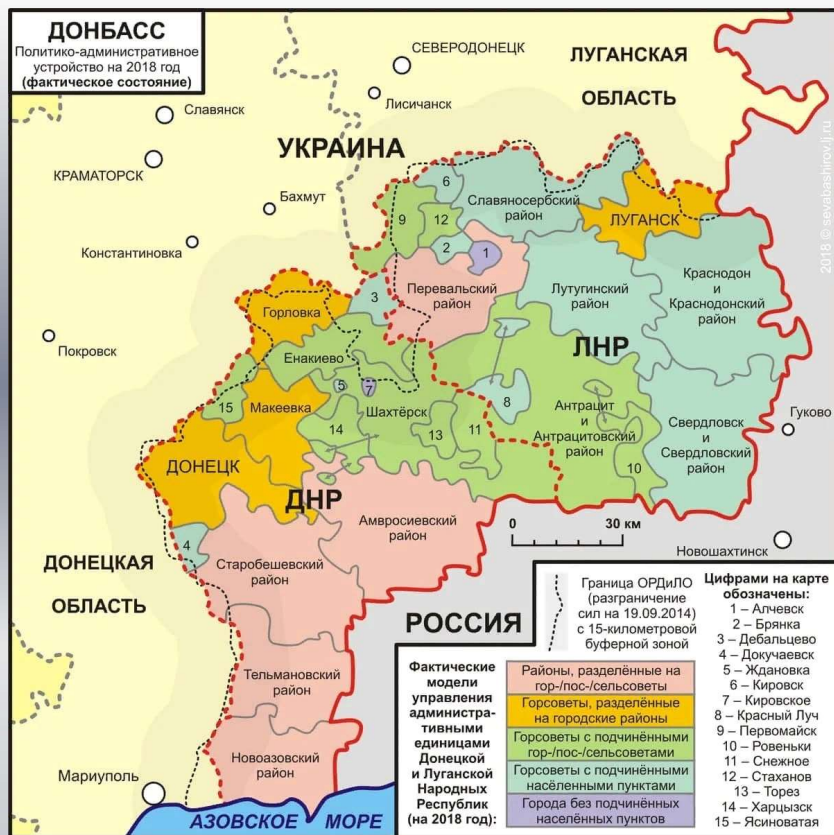 ДОНБАСС
Политико-административное
устройство на 2018 год
(фактическое состояние)
СЕВЕРОДОНЕЦК
ЛУГАНСКАЯ
ОБЛАСТЬ
Лисичанск
Славянск
УКРАИНА
КРАМАТОРСК
Бахмут
Константиновка
Покровск
2018 © sevabashirov.lj.ru
6
Славяносербский
район
ЛУГАНСК
9
12
2
1
3
Перевальский
район
Лутугинский
район
Краснодон
и
Краснодонский
район
Горловка
Енакиево
ЛНР
5
7
8
15
Макеевка
Шахтёрск
Антрацит
и
Антрацитовский
район
Свердловск
и
Свердловский
район
Гуково
14
13
11
10
ДОНЕЦК
ДНР
Амвросиевский
район
0
30 км
Новошахтинск
4
Старобешевский
район
ДОНЕЦКАЯ
ОБЛАСТЬ
РОССИЯ
Тельмановский
район
Новоазовский
район
Мариуполь
АЗОВСКОЕ МОРЕ
Граница ОРДиЛО
(разграничение
сил на 19.09.2014)
с 15-километровой
буферной зоной
Фактические
модели
управления
административ-
ными
единицами
Донецкой
и Луганской
Народных
Республик
(на 2018 год):
Районы, разделённые на
гор-/пос-/сельсоветы
Горсоветы, разделённые
на городские районы
Горсоветы с подчинёнными
гор-/пос-/сельсоветами
Горсоветы с подчинёнными
населёнными пунктами
Города без подчинённых
населённых пунктов
Цифрами на карте
обозначены:
1 – Алчевск
2 – Брянка
3 – Дебальцево
4 – Докучаевск
5 – Ждановка
6 – Кировск
7 – Кировское
8 – Красный Луч
9 – Первомайск
10 – Ровеньки
11 – Снежное
12 – Стаханов
13 – Торез
14 – Харцызск
15 – Ясиноватая